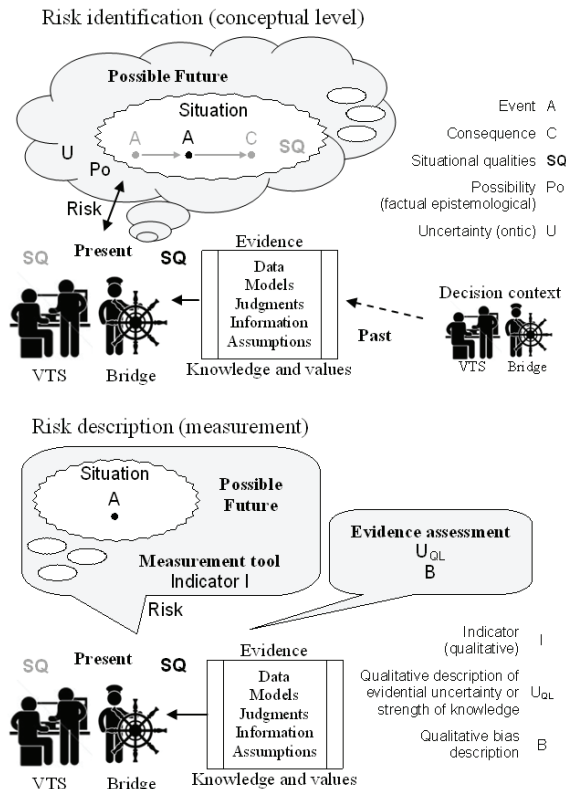 Risk identification (conceptual level)
Possible Future
Situation
A A C SQ
U
Po
Risk
Event A
Consequence C
Situational qualities SQ
Possibility Po
(factual epistemological)
Uncertainty (ontic) U
SQ Present SQ
VTS Bridge
Evidence
Data
Models
Judgments
Information
Assumptions
Knowledge and values
Past
Decision context
VTS Bridge
Risk description (measurement)
Situation
A
Possible
Future
Measurement tool
Indicator I
Risk
Evidence assessment
UQL
B
Indicator I
(qualitative)
Qualitative description of
evidential uncertainty or UQL
strength of knowledge
Qualitative bias B
description
SQ Present SQ
VTS Bridge
Evidence
Data
Models
Judgments
Information
Assumptions
Knowledge and values